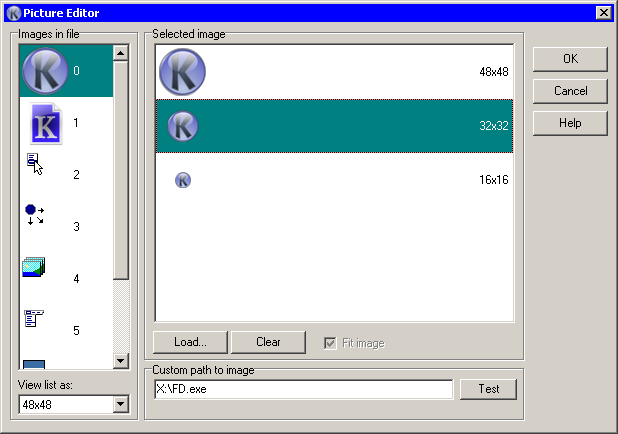 Picture Editor
Images in file
K 0
K 1
2
3
4
5
View list as:
48x48
Selected image
K 48x48
K 32x32
K 16x16
Load...
Clear
Fit image
Custom path to image
X:\FD.exe
Test
OK
Cancel
Help